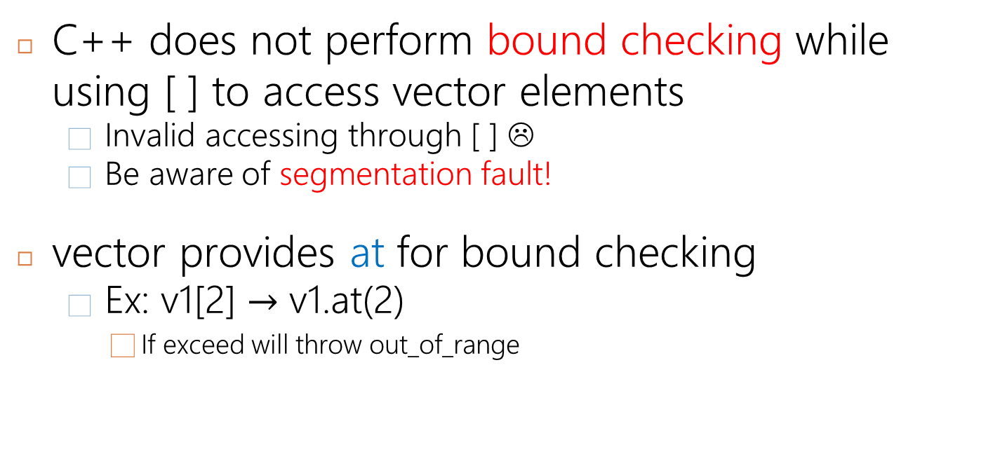 C++ does not perform bound checking while
using [ ] to access vector elements
Invalid accessing through [ ] ☹
Be aware of segmentation fault!
vector provides at for bound checking
Ex: v1[2] → v1.at(2)
If exceed will throw out_of_range